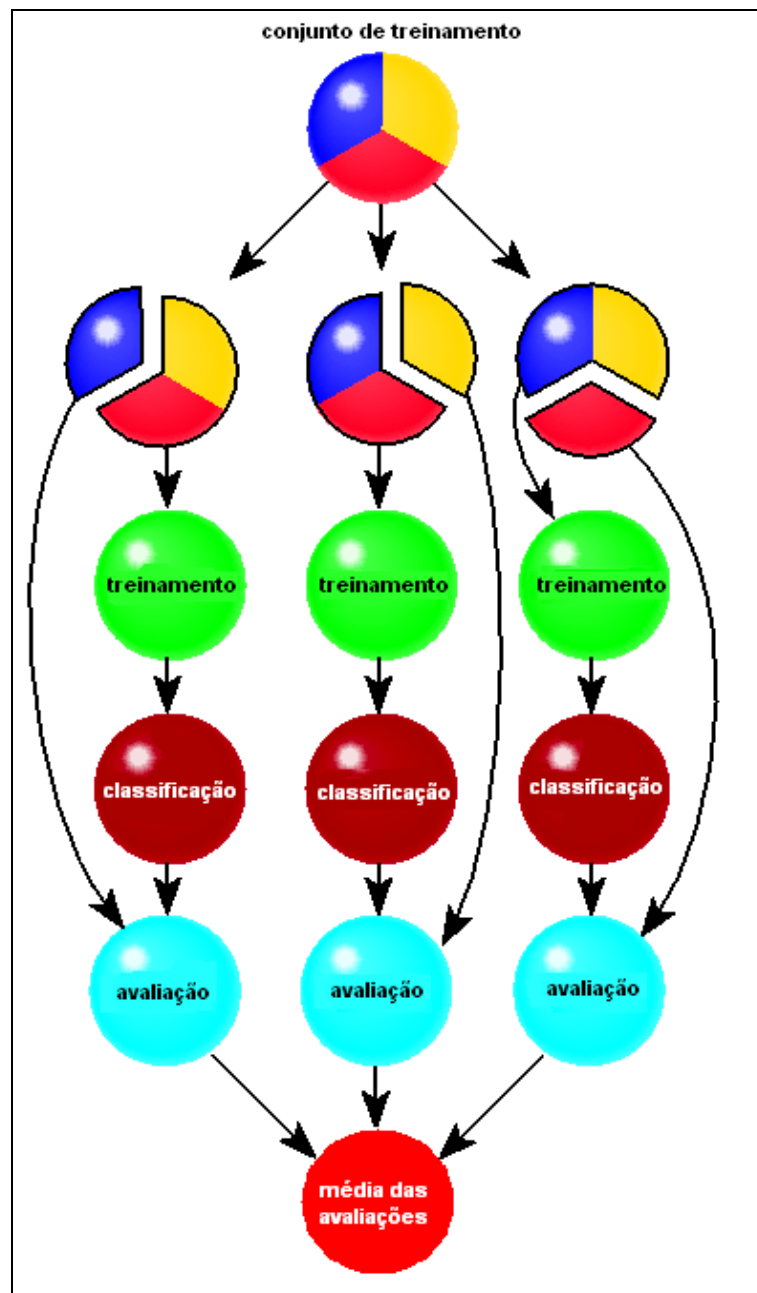 conjunto de treinamento
treinamento
treinamento
treinamento
classificação
classificação
classificação
avaliação
avaliação
avaliação
média das
avaliações